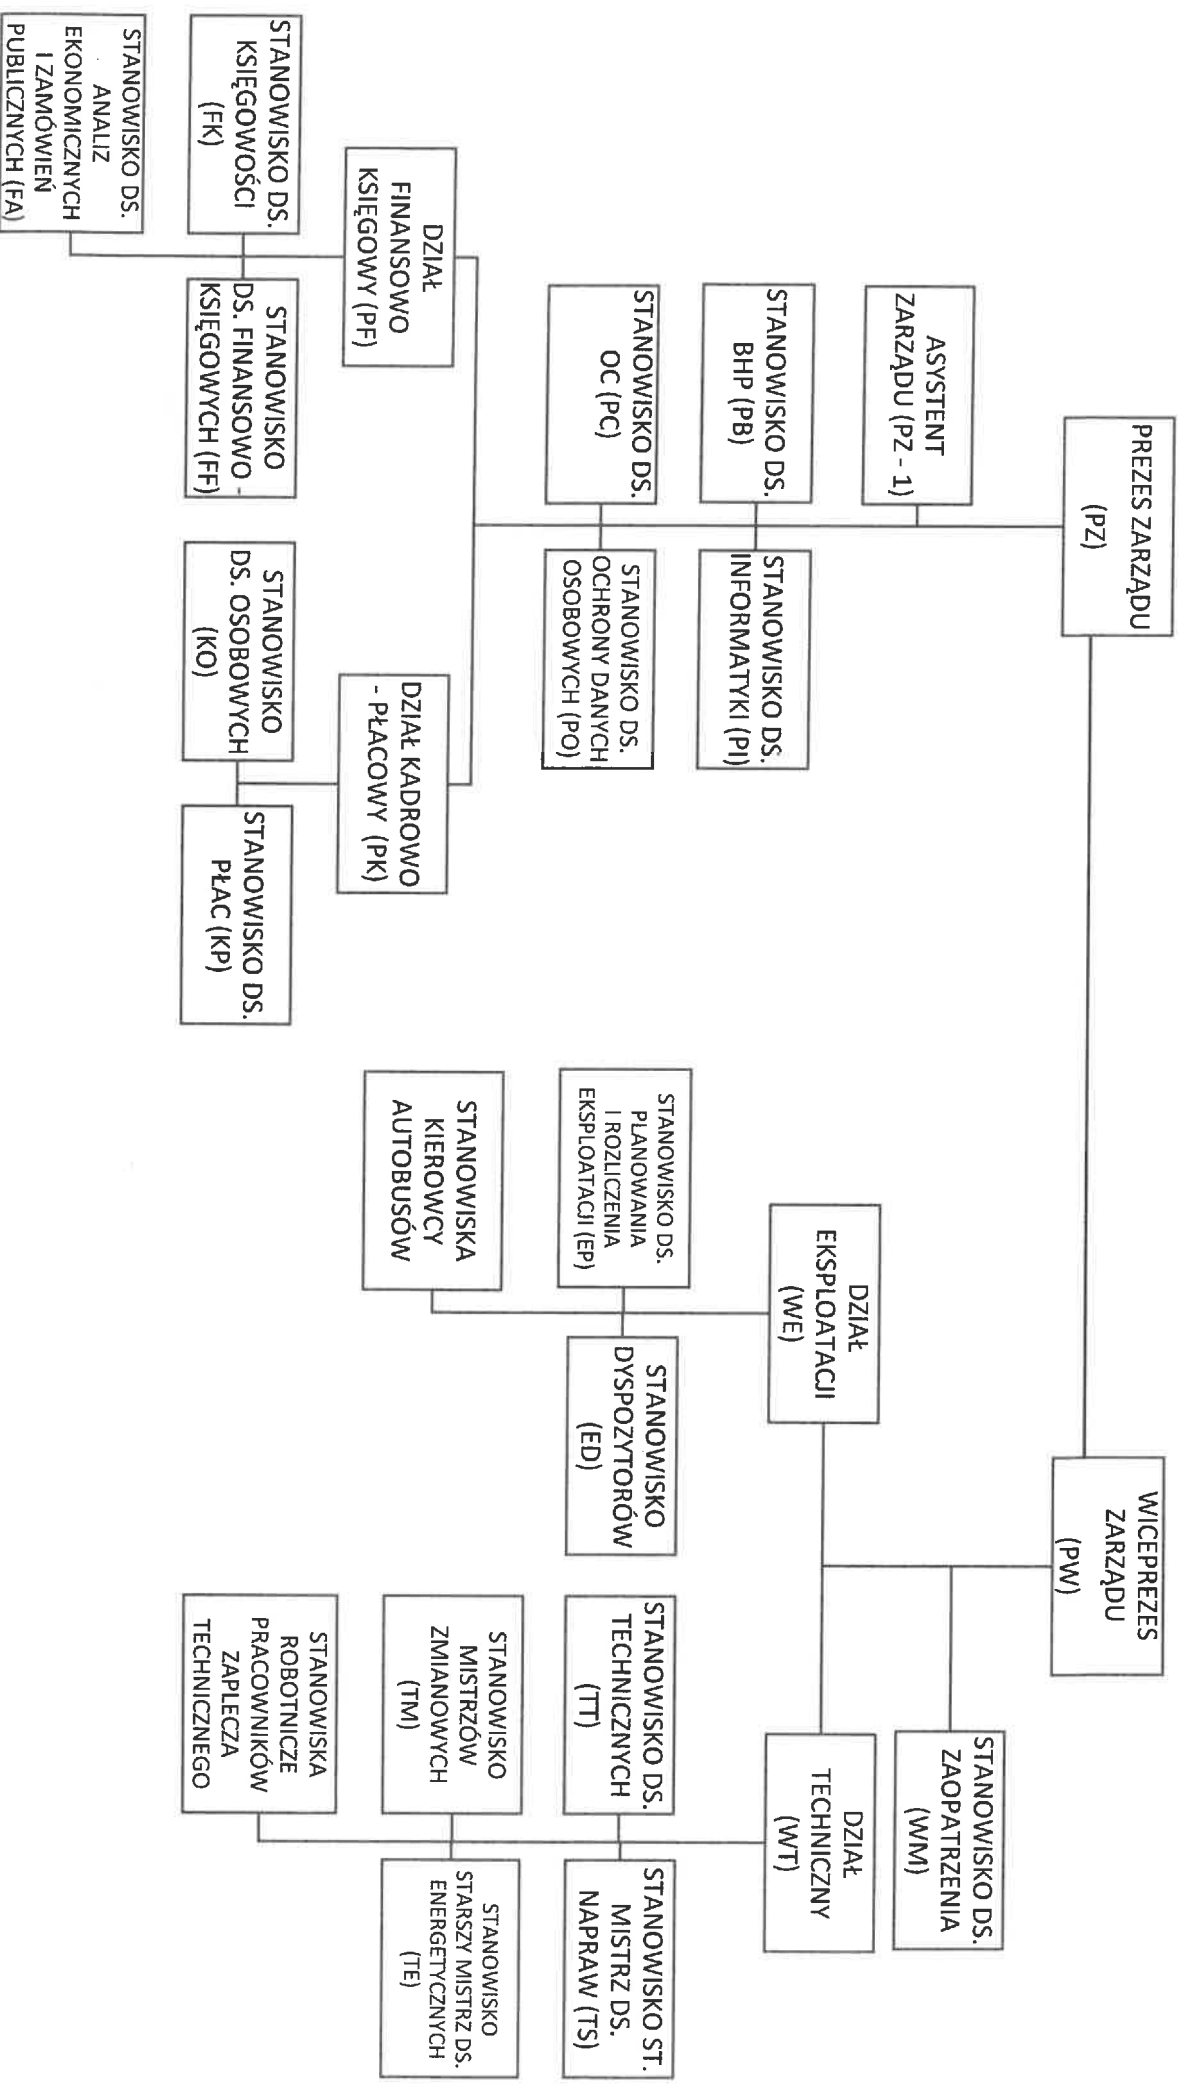 PREZES ZARZĄDU
(PZ)
WICEPREZES
ZARZĄDU
(PW)
ASYSTENT
ZARZĄDU (PZ - 1)
STANOWISKO DS.
BHP (PB)
STANOWISKO DS.
INFORMATYKI (PI)
STANOWISKO DS.
OC (PC)
STANOWISKO DS.
OCHRONY DANYCH
OSOBOWYCH (PO)
DZIAŁ
FINANSOWO
KSIĘGOWY (PF)
DZIAŁ KADROWO
- PŁACOWY (PK)
STANOWISKO DS.
KSIĘGOWOŚCI
(FK)
STANOWISKO
DS. FINANSOWO -
KSIĘGOWYCH (FF)
STANOWISKO DS.
ANALIZ
EKONOMICZNYCH
I ZAMÓWIEŃ
PUBLICZNYCH (FA)
STANOWISKO
DS. OSOBOWYCH
(KO)
STANOWISKO DS.
PŁAC (KP)
STANOWISKO DS.
ZAOPATRZENIA
(WM)
DZIAŁ
EKSPLOATACJI
(WE)
DZIAŁ
TECHNICZNY
(WT)
STANOWISKO DS.
PLANOWANIA
I ROZLICZENIA
EKSPLOATACJI (EP)
STANOWISKO
DYSPOZYTORÓW
(ED)
STANOWISKA
KIEROWCY
AUTOBUSÓW
STANOWISKO DS.
TECHNICZNYCH
(TT)
STANOWISKO ST.
MISTRZ DS.
NAPRAW (TS)
STANOWISKO
MISTRZÓW
ZMIANOWYCH
(TM)
STANOWISKO
STARSZY MISTRZ DS.
ENERGETYCZNYCH
(TE)
STANOWISKA
ROBOTNICZE
PRACOWNIKÓW
ZAPLECZA
TECHNICZNEGO